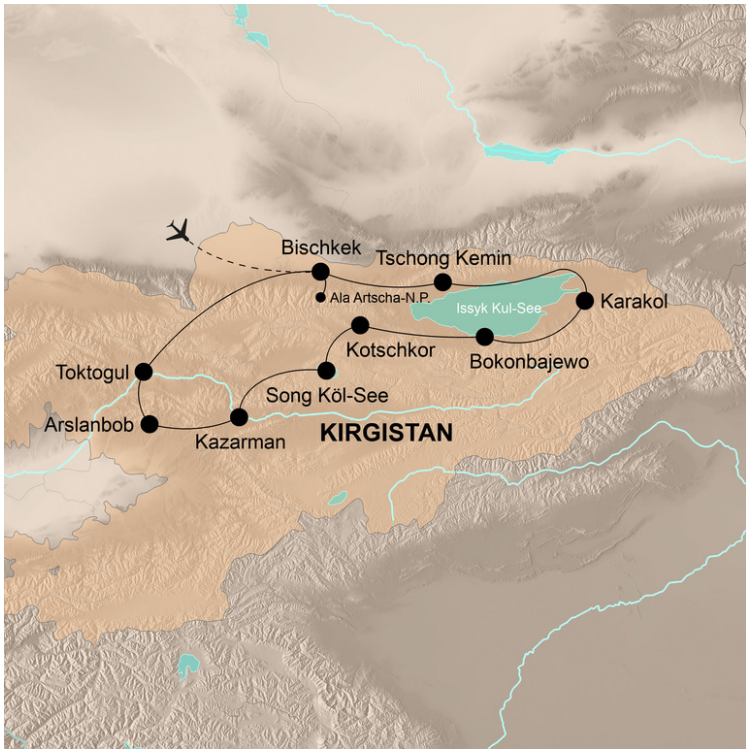 Bischkek
Tschong Kemin
Ala Artscha-N.P.
Issyk Kul-See
Karakol
Kotschkor
Bokonbajewo
Toktogul
Song Köl-See
Arslanbob
Kazarman
KIRGISTAN